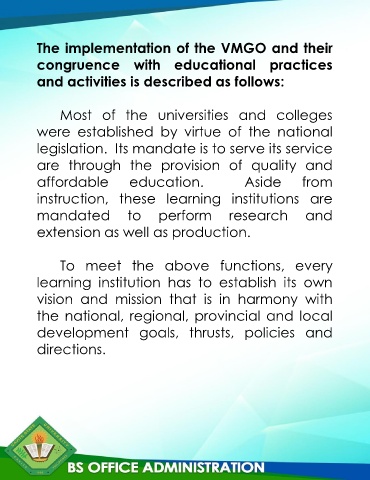 The implementation of the VMGO and their
congruence with educational practices
and activities is described as follows:
Most of the universities and colleges
were established by virtue of the national
legislation. Its mandate is to serve its service
are through the provision of quality and
affordable education. Aside from
instruction, these learning institutions are
mandated to perform research and
extension as well as production.
To meet the above functions, every
learning institution has to establish its own
vision and mission that is in harmony with
the national, regional, provincial and local
development goals, thrusts, policies and
directions.
BS OFFICE ADMINISTRATION